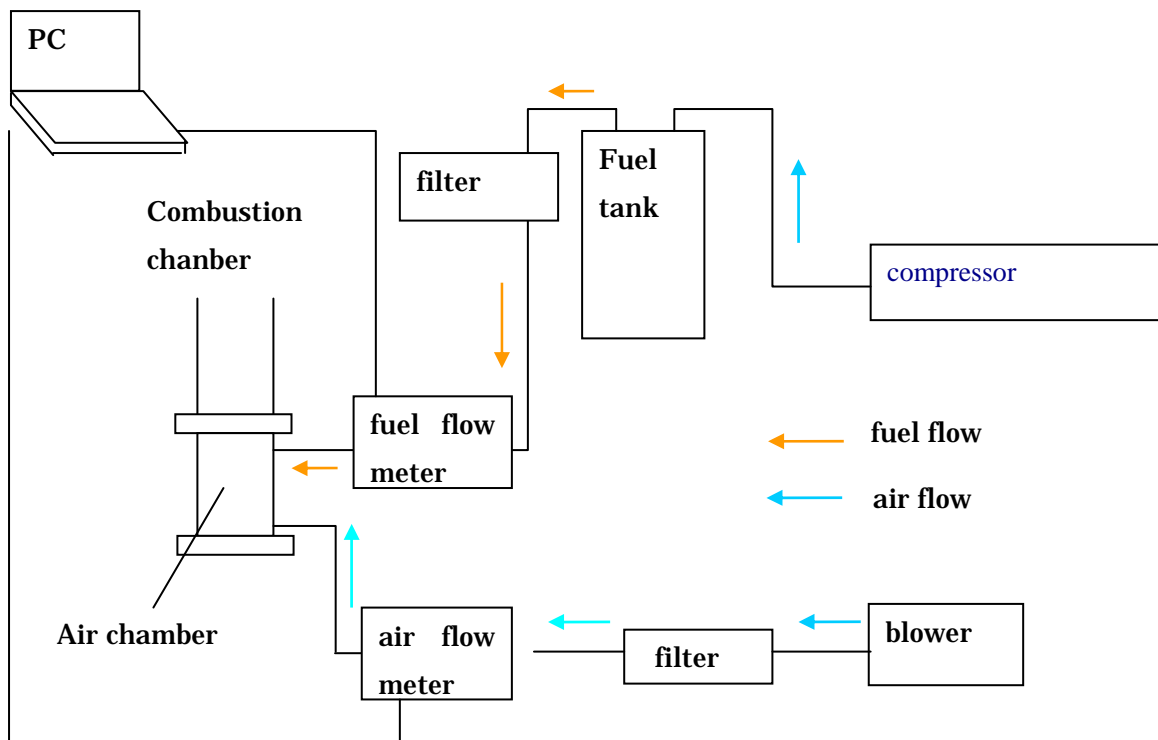 PC
filter
Fuel
tank
Combustion
chanber
compressor
fuel flow
meter
fuel flow
air flow
Air chamber
air flow
meter
filter
blower